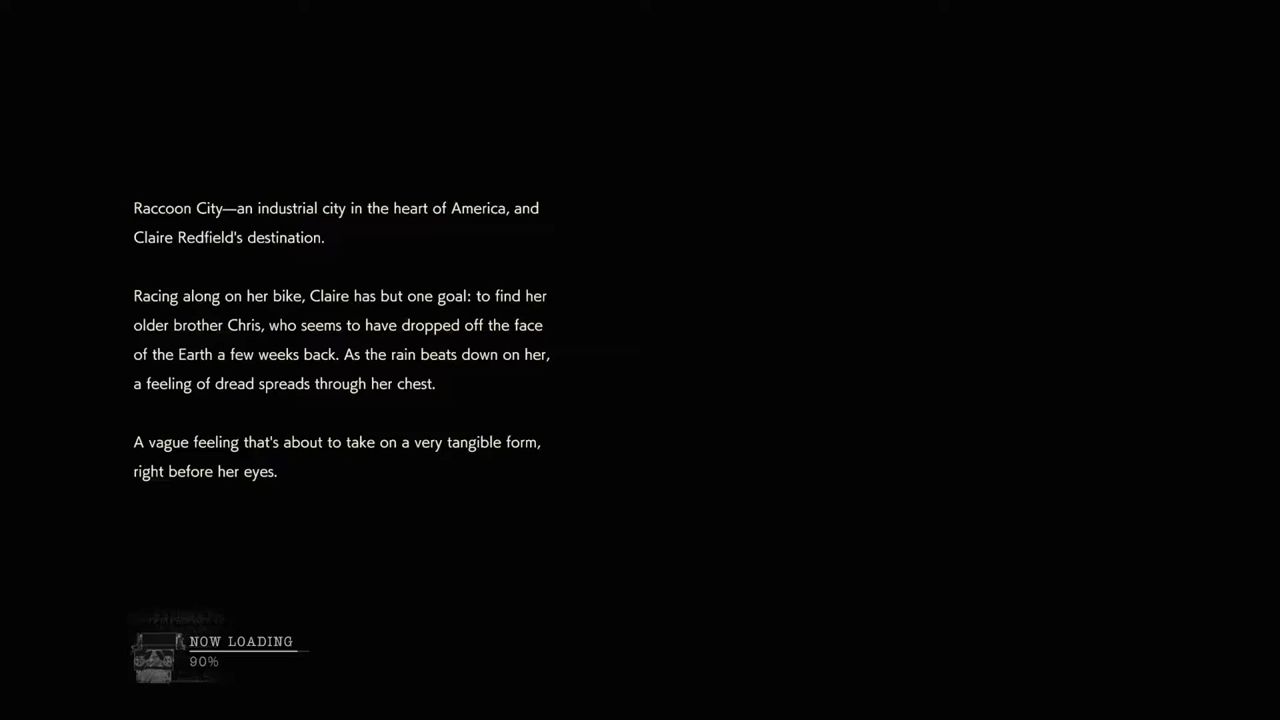 Raccoon City—an industrial city in the heart of America, and
Claire Redfield's destination.
Racing along on her bike, Claire has but one goal: to find her
older brother Chris, who seems to have dropped off the face
of the Earth a few weeks back. As the rain beats down on her,
a feeling of dread spreads through her chest.
A vague feeling that's about to take on a very tangible form,
right before her eyes.
NOW LOADING
90%